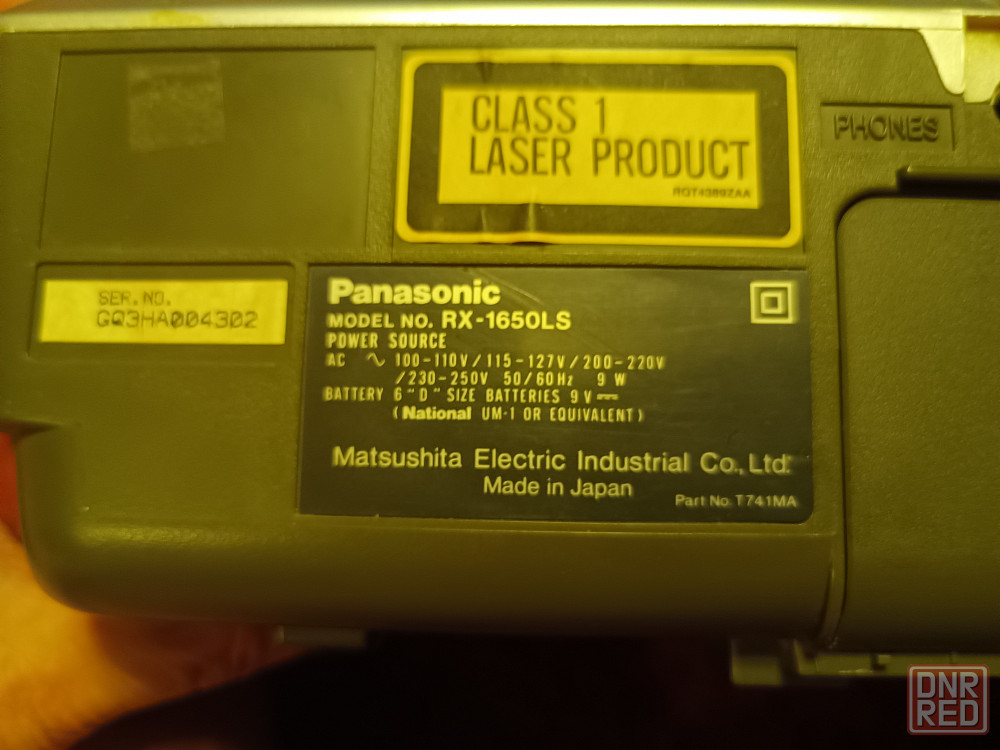 CLASS 1
LASER PRODUCT
RQT4389ZAA
PHONES
SER. NO.
GQ3HA004302
Panasonic
MODEL NO. RX-1650LS
POWER SOURCE
AC ∿ 100-110V/115-127V/200-220V
/230-250V 50/60Hz 9 W
BATTERY 6 "D" SIZE BATTERIES 9V ⎓
(National UM-1 OR EQUIVALENT)
Matsushita Electric Industrial Co., Ltd.
Made in Japan
Part No. T741MA
DNR
RED